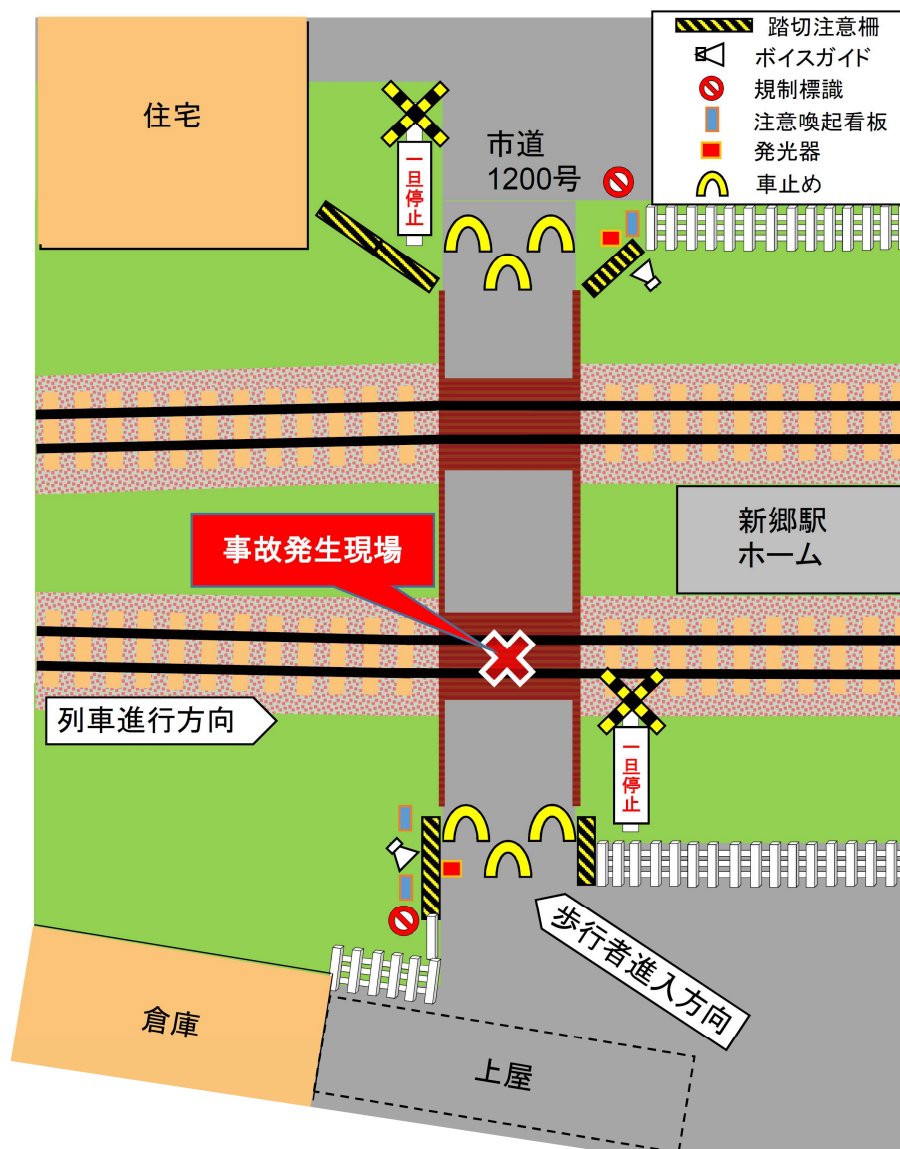 踏切注意柵
ボイスガイド
規制標識
注意喚起看板
発光器
車止め
住宅
一旦停止
市道
1200号
新郷駅
ホーム
事故発生現場
列車進行方向
一旦停止
歩行者進入方向
倉庫
上屋